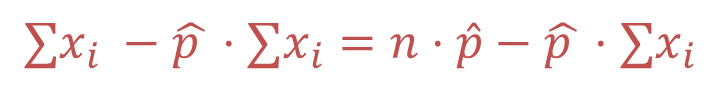 ∑xᵢ − p̂ · ∑xᵢ = n · p̂ − p̂ · ∑xᵢ